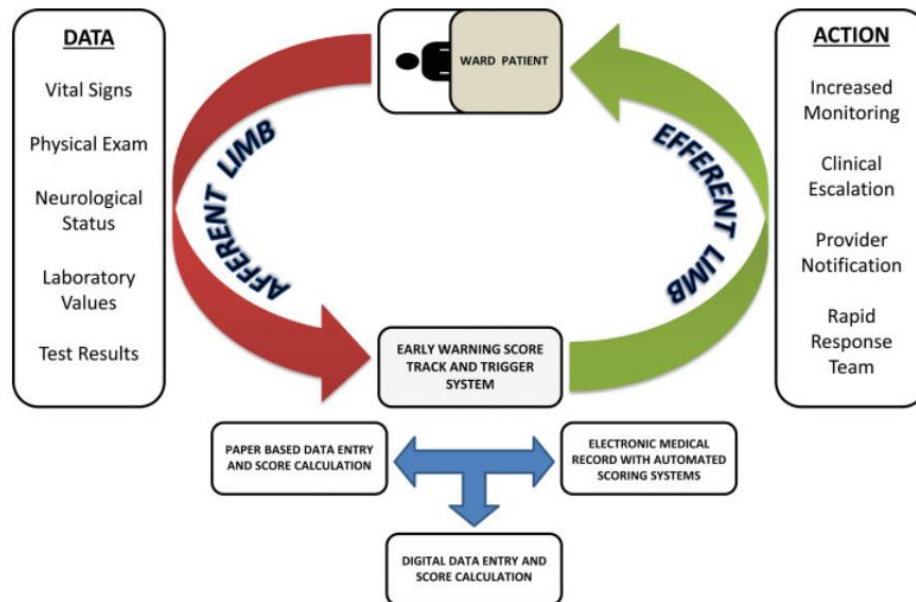 DATA
Vital Signs
Physical Exam
Neurological
Status
Laboratory
Values
Test Results
AFFERENT LIMB
WARD PATIENT
EFFERENT LIMB
ACTION
Increased
Monitoring
Clinical
Escalation
Provider
Notification
Rapid
Response
Team
EARLY WARNING SCORE
TRACK AND TRIGGER
SYSTEM
PAPER BASED DATA ENTRY
AND SCORE CALCULATION
ELECTRONIC MEDICAL
RECORD WITH AUTOMATED
SCORING SYSTEMS
DIGITAL DATA ENTRY AND
SCORE CALCULATION